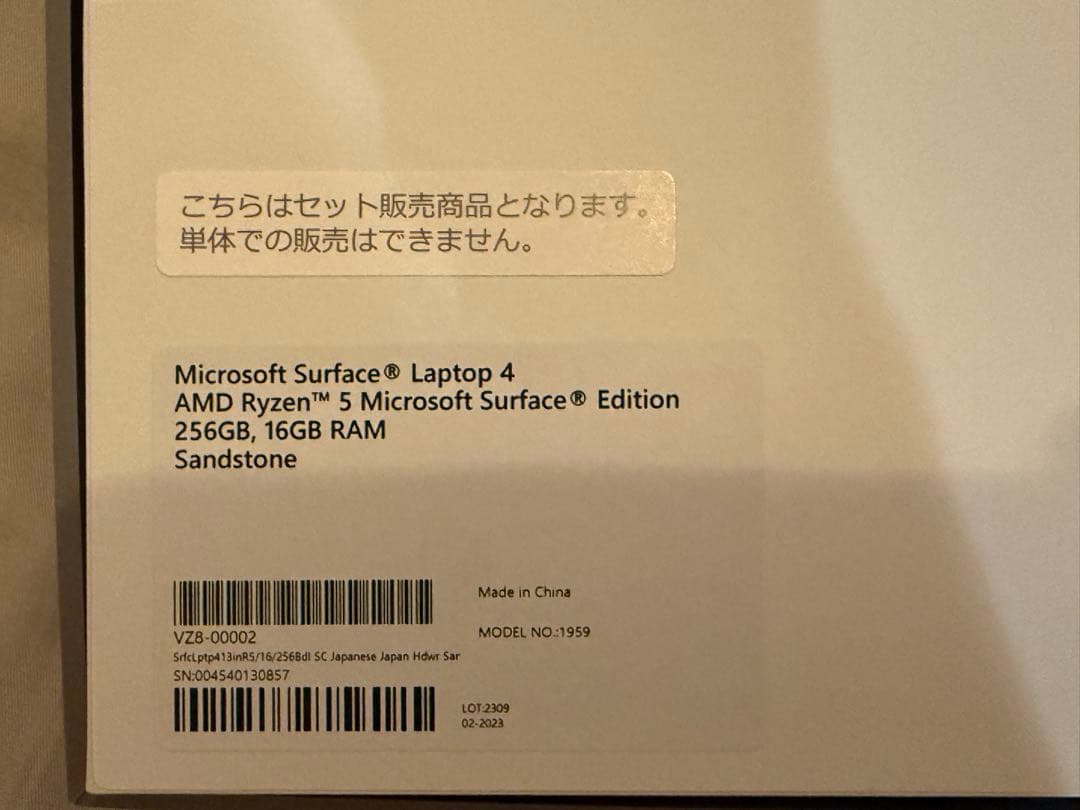 こちらはセット販売商品となります。
単体での販売はできません。
Microsoft Surface® Laptop 4
AMD Ryzen™ 5 Microsoft Surface® Edition
256GB, 16GB RAM
Sandstone
VZ8-00002
SrfcLptp413inR5/16/256Bdl SC Japanese Japan Hdwr San
SN:004540130857
Made in China
MODEL NO.:1959
LOT:2309
02-2023